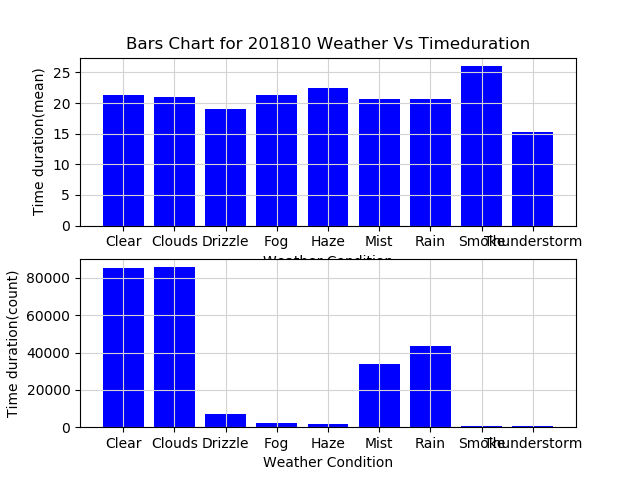 Bars Chart for 201810 Weather Vs Timeduration
Time duration(mean)
25
20
15
10
5
0
Clear Clouds Drizzle Fog Haze Mist Rain Smoke Thunderstorm
Weather Condition
Time duration(count)
80000
60000
40000
20000
0
Clear Clouds Drizzle Fog Haze Mist Rain Smoke Thunderstorm
Weather Condition